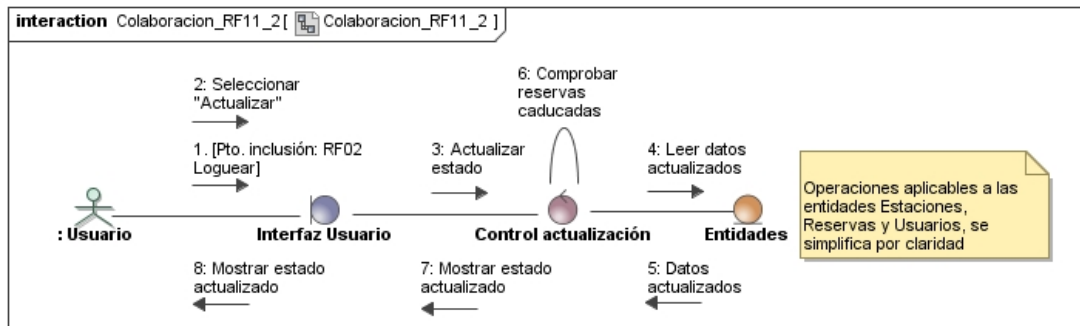 interaction Colaboracion_RF11_2[ Colaboracion_RF11_2 ]
2: Seleccionar
"Actualizar"
1. [Pto. inclusión: RF02
Loguear]
3: Actualizar
estado
6: Comprobar
reservas
caducadas
4: Leer datos
actualizados
Operaciones aplicables a las
entidades Estaciones,
Reservas y Usuarios, se
simplifica por claridad
: Usuario
Interfaz Usuario
Control actualización
Entidades
8: Mostrar estado
actualizado
7: Mostrar estado
actualizado
5: Datos
actualizados